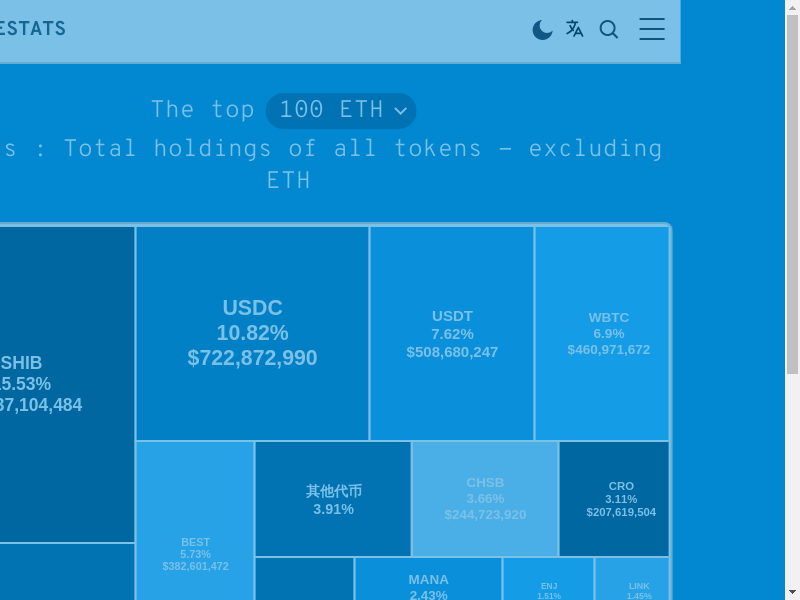 ESTATS
The top 100 ETH
s : Total holdings of all tokens – excluding
ETH
SHIB
5.53%
37,104,484
USDC
10.82%
$722,872,990
USDT
7.62%
$508,680,247
WBTC
6.9%
$460,971,672
BEST
5.73%
$382,601,472
其他代币
3.91%
CHSB
3.66%
$244,723,920
CRO
3.11%
$207,619,504
MANA
2.43%
ENJ
1.51%
LINK
1.45%